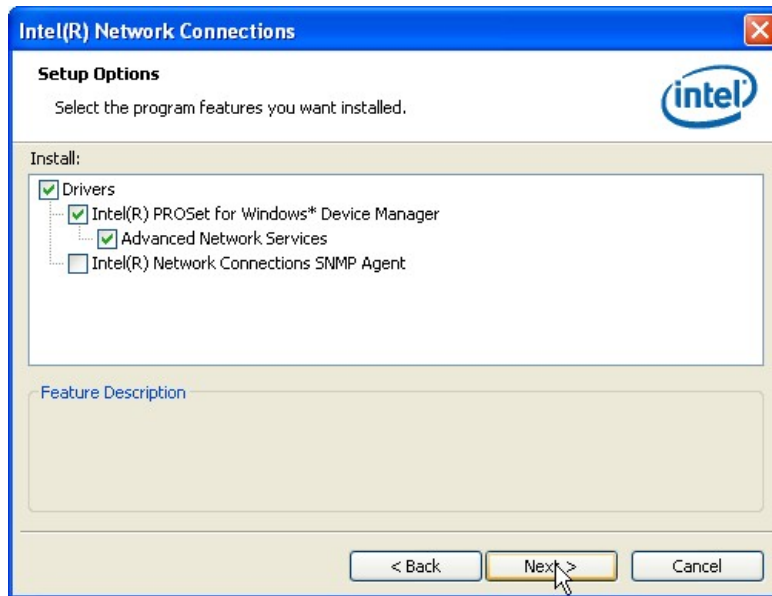 Intel(R) Network Connections
Setup Options
Select the program features you want installed.
intel
Install:
Drivers
Intel(R) PROSet for Windows* Device Manager
Advanced Network Services
Intel(R) Network Connections SNMP Agent
Feature Description
< Back
Next >
Cancel